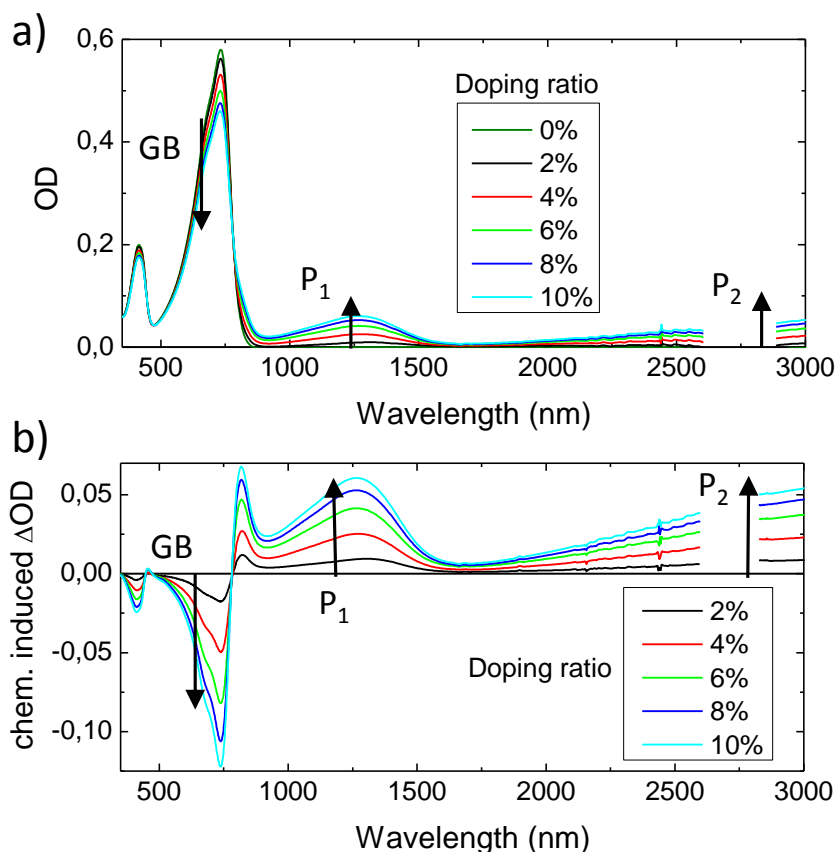 a)
0,6
0,4
0,2
0,0
OD
GB
P1
P2
Doping ratio
0%
2%
4%
6%
8%
10%
500 1000 1500 2000 2500 3000
Wavelength (nm)
b)
0,05
0,00
-0,05
-0,10
chem. induced ΔOD
GB
P1
P2
Doping ratio
2%
4%
6%
8%
10%
500 1000 1500 2000 2500 3000
Wavelength (nm)